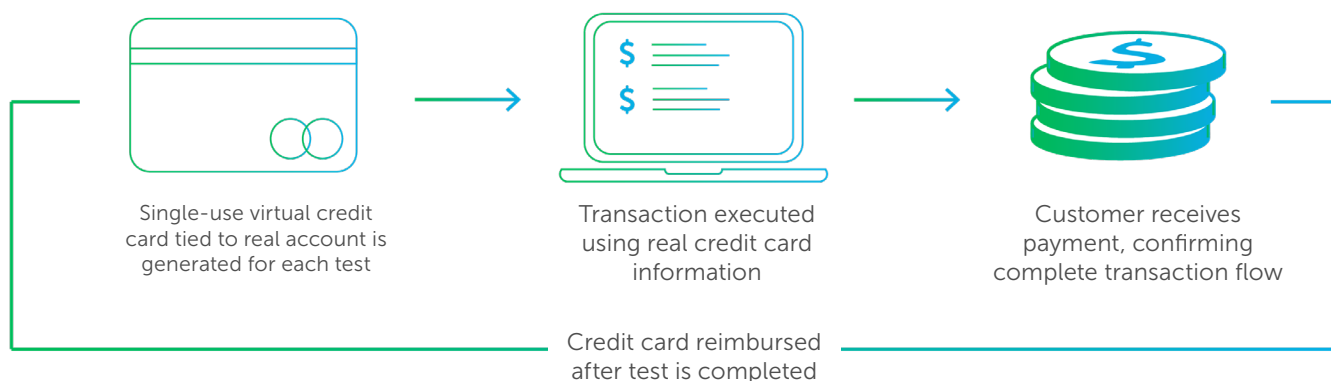 $
$
$
Single-use virtual credit
card tied to real account is
generated for each test
Transaction executed
using real credit card
information
Customer receives
payment, confirming
complete transaction flow
Credit card reimbursed
after test is completed